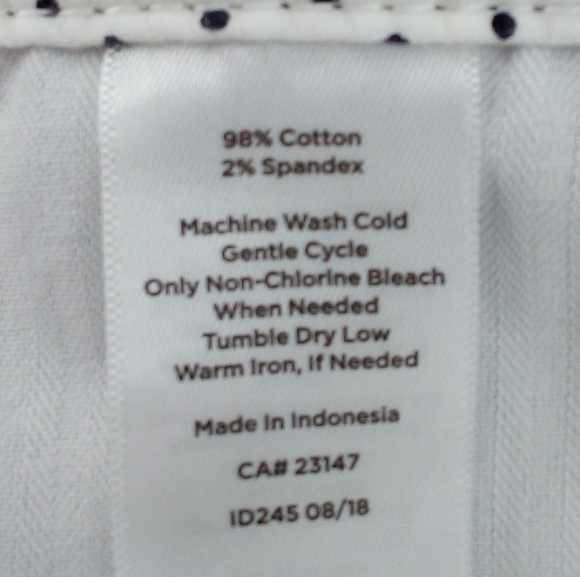 98% Cotton
2% Spandex
Machine Wash Cold
Gentle Cycle
Only Non-Chlorine Bleach
When Needed
Tumble Dry Low
Warm Iron, If Needed
Made In Indonesia
CA# 23147
ID245 08/18